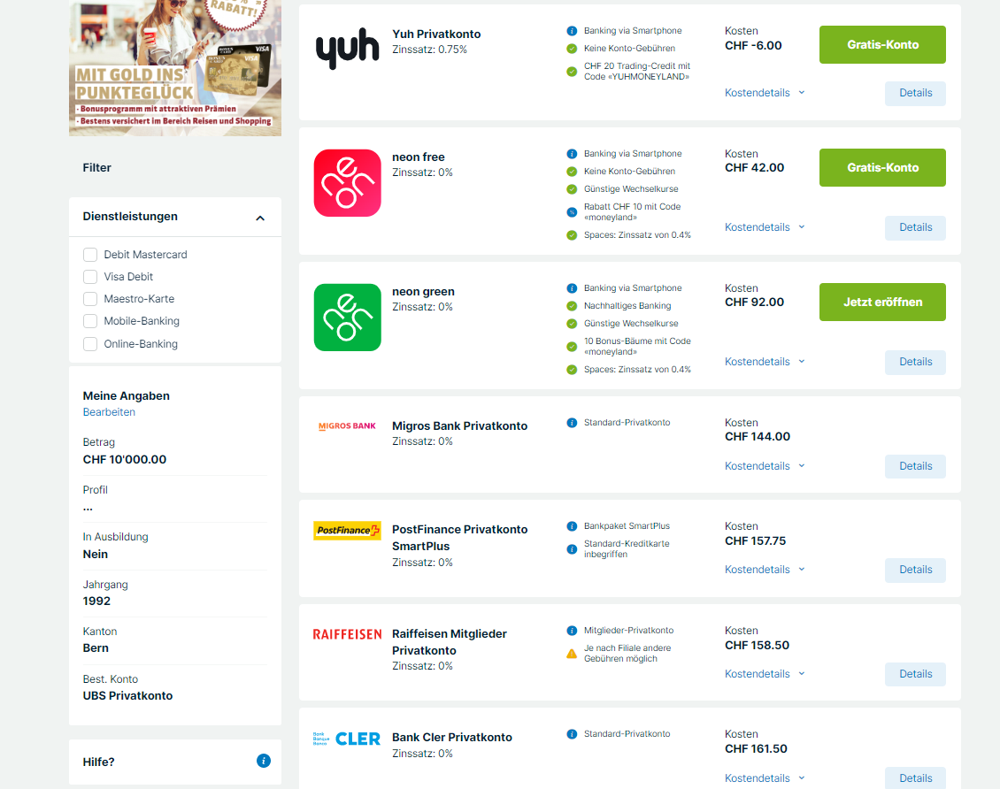 RABATT!
BONUS CARD
VISA
MIT GOLD INS
PUNKTEGLÜCK
- Bonusprogramm mit attraktiven Prämien
- Bestens versichert im Bereich Reisen und Shopping
Filter
Dienstleistungen
Debit Mastercard
Visa Debit
Maestro-Karte
Mobile-Banking
Online-Banking
Meine Angaben
Bearbeiten
Betrag
CHF 10'000.00
Profil
...
In Ausbildung
Nein
Jahrgang
1992
Kanton
Bern
Best. Konto
UBS Privatkonto
Hilfe?
yuh
Yuh Privatkonto
Zinssatz: 0.75%
Banking via Smartphone
Keine Konto-Gebühren
CHF 20 Trading-Credit mit
Code «YUHMONEYLAND»
Kosten
CHF -6.00
Kostendetails
Gratis-Konto
Details
neon
neon free
Zinssatz: 0%
Banking via Smartphone
Keine Konto-Gebühren
Günstige Wechselkurse
Rabatt CHF 10 mit Code
«moneyland»
Spaces: Zinssatz von 0.4%
Kosten
CHF 42.00
Kostendetails
Gratis-Konto
Details
neon
neon green
Zinssatz: 0%
Banking via Smartphone
Nachhaltiges Banking
Günstige Wechselkurse
10 Bonus-Bäume mit Code
«moneyland»
Spaces: Zinssatz von 0.4%
Kosten
CHF 92.00
Kostendetails
Jetzt eröffnen
Details
MIGROS BANK
Migros Bank Privatkonto
Zinssatz: 0%
Standard-Privatkonto
Kosten
CHF 144.00
Kostendetails
Details
PostFinance
PostFinance Privatkonto
SmartPlus
Zinssatz: 0%
Bankpaket SmartPlus
Standard-Kreditkarte
inbegriffen
Kosten
CHF 157.75
Kostendetails
Details
RAIFFEISEN
Raiffeisen Mitglieder
Privatkonto
Zinssatz: 0%
Mitglieder-Privatkonto
Je nach Filiale andere
Gebühren möglich
Kosten
CHF 158.50
Kostendetails
Details
Bank
Banque
Banca
CLER
Bank Cler Privatkonto
Zinssatz: 0%
Standard-Privatkonto
Kosten
CHF 161.50
Kostendetails
Details